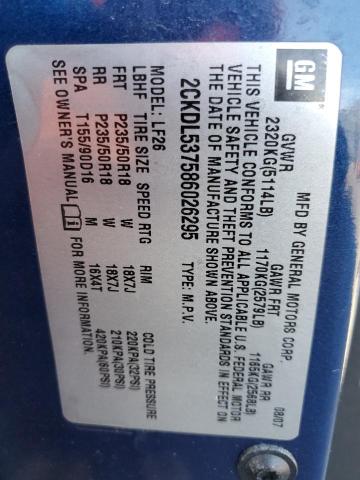 GM
MFD BY GENERAL MOTORS CORP. 08/07
GVWR GAWR FRT GAWR RR
2320KG(5114LB) 1170KG(2579LB) 1165KG(2568LB)
THIS VEHICLE CONFORMS TO ALL APPLICABLE U.S. FEDERAL MOTOR
VEHICLE SAFETY AND THEFT PREVENTION STANDARDS IN EFFECT ON
THE DATE OF MANUFACTURE SHOWN ABOVE.
2CKDL537586026295 TYPE: M.P.V.
MODEL: LF26
LBHF TIRE SIZE SPEED RTG RIM COLD TIRE PRESSURE
FRT P235/50R18 W 18X7J 220KPA(32PSI)
RR P235/50R18 W 18X7J 210KPA(30PSI)
SPA T155/90D16 M 16X4T 420KPA(60PSI)
SEE OWNER'S MANUAL FOR MORE INFORMATION.